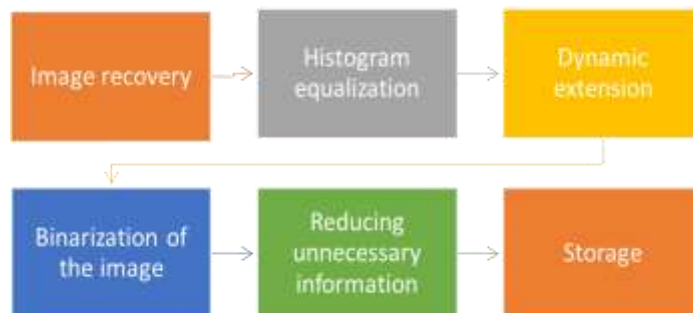 Image recovery
Histogram
equalization
Dynamic
extension
Binarization of
the image
Reducing
unnecessary
information
Storage